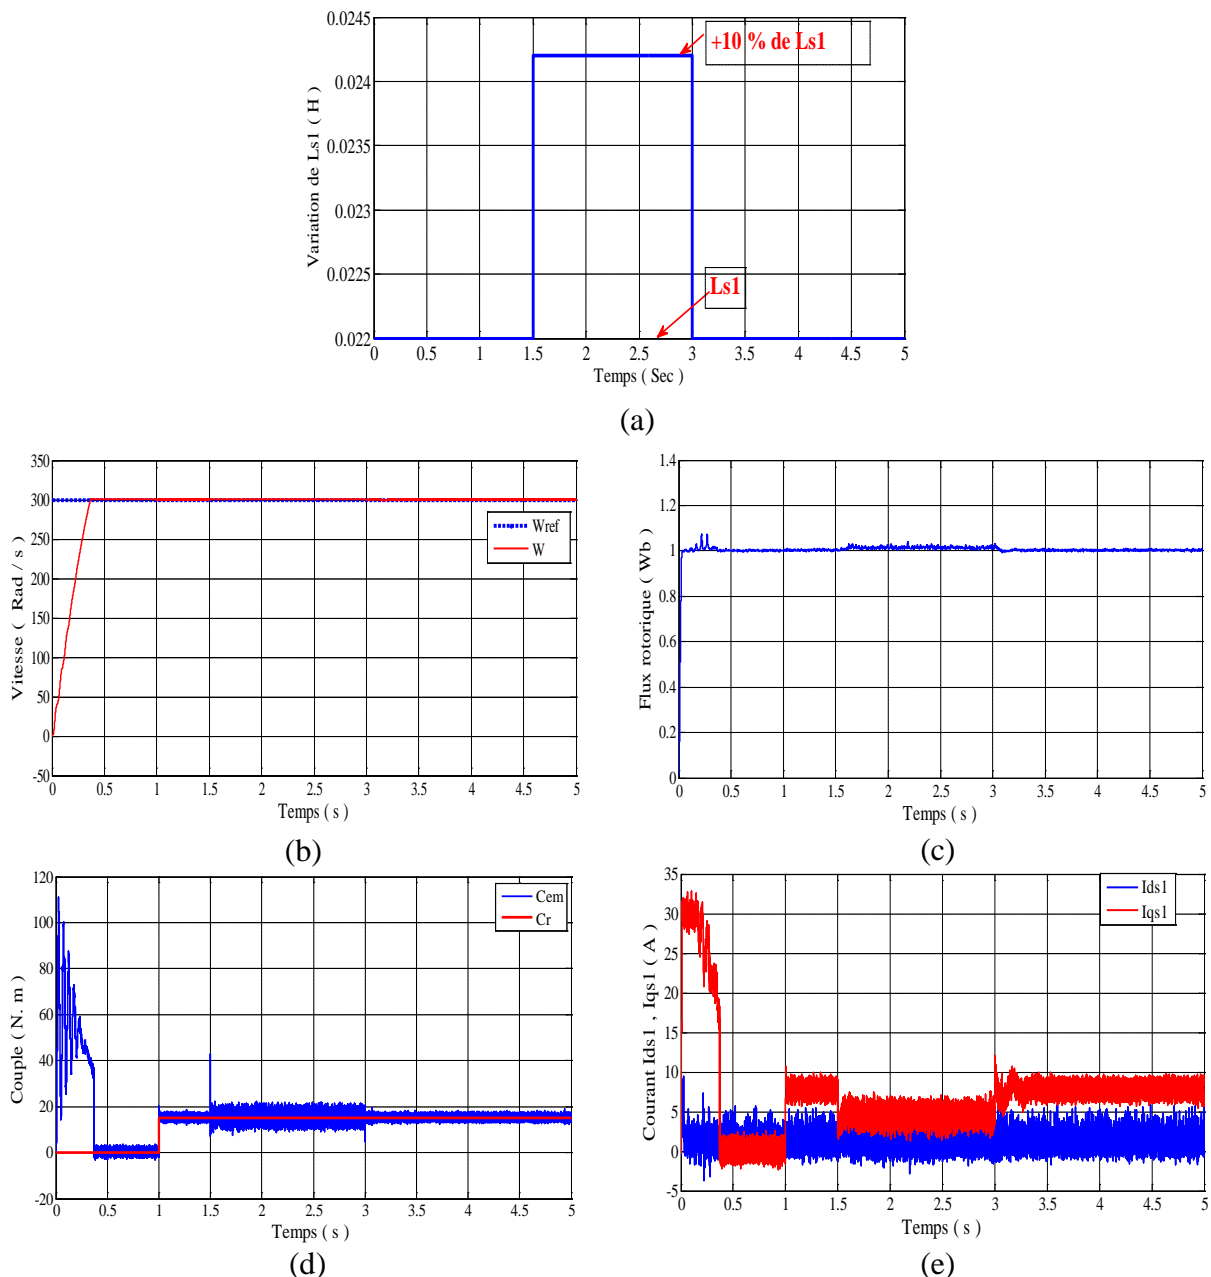 0.0245
0.024
0.0235
0.023
0.0225
0.022
Variation de Ls1 ( H )
+10 % de Ls1
Ls1
0 0.5 1 1.5 2 2.5 3 3.5 4 4.5 5
Temps ( Sec )
(a)
350
300
250
200
150
100
50
0
-50
Vitesse ( Rad / s )
Wref
W
0 0.5 1 1.5 2 2.5 3 3.5 4 4.5 5
Temps ( s )
(b)
1.4
1.2
1
0.8
0.6
0.4
0.2
0
Flux rotorique ( Wb )
0 0.5 1 1.5 2 2.5 3 3.5 4 4.5 5
Temps ( s )
(c)
120
100
80
60
40
20
0
-20
Couple ( N. m )
Cem
Cr
0 0.5 1 1.5 2 2.5 3 3.5 4 4.5 5
Temps ( s )
(d)
35
30
25
20
15
10
5
0
-5
Courant Ids1 , Iqs1 ( A )
Ids1
Iqs1
0 0.5 1 1.5 2 2.5 3 3.5 4 4.5 5
Temps ( s )
(e)